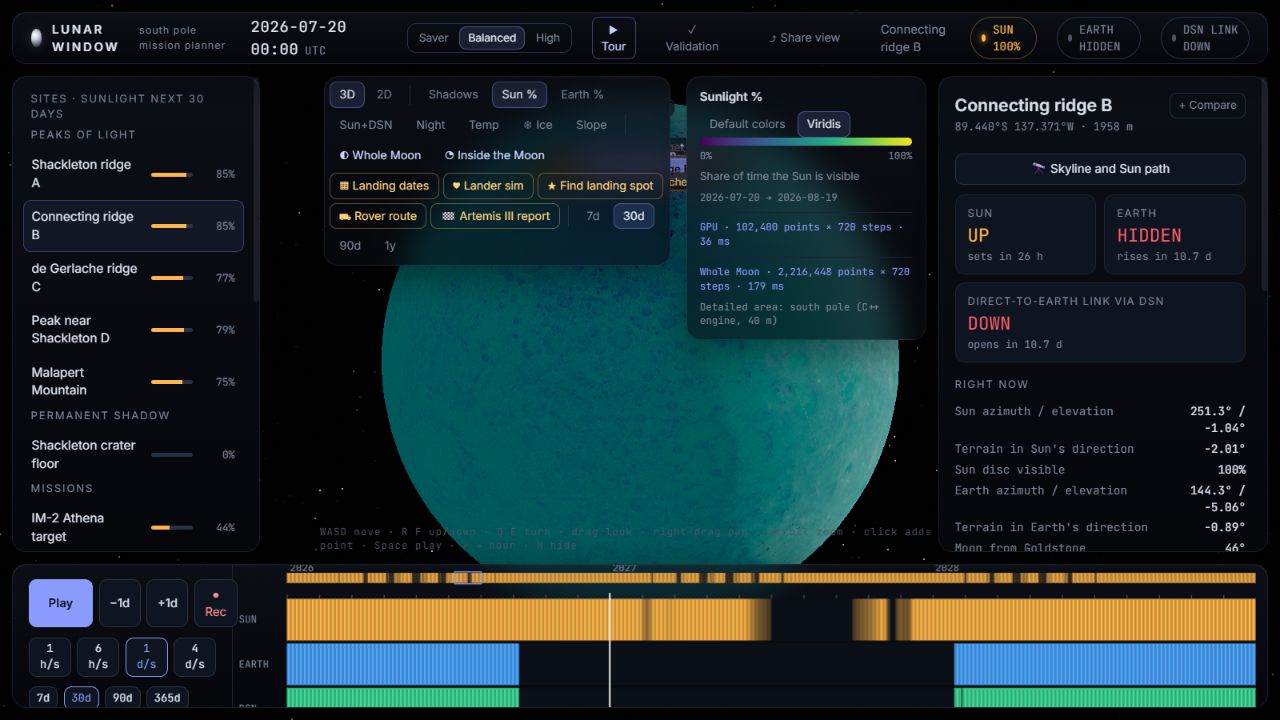 LUNAR WINDOW
south pole mission planner
2026-07-20 00:00 UTC
Saver Balanced High
▶ Tour
✓ Validation
⤴ Share view
Connecting ridge B
SUN 100%
EARTH HIDDEN
DSN LINK DOWN
SITES · SUNLIGHT NEXT 30 DAYS
PEAKS OF LIGHT
Shackleton ridge A 85%
Connecting ridge B 85%
de Gerlache ridge C 77%
Peak near Shackleton D 79%
Malapert Mountain 75%
PERMANENT SHADOW
Shackleton crater floor 0%
MISSIONS
IM-2 Athena target 44%
3D 2D Shadows Sun % Earth %
Sun+DSN Night Temp ❄ Ice Slope
◐ Whole Moon ◔ Inside the Moon
▦ Landing dates ♥ Lander sim ★ Find landing spot
⛟ Rover route 🏁 Artemis III report 7d 30d
90d 1y
Sunlight %
Default colors Viridis
0% 100%
Share of time the Sun is visible
2026-07-20 → 2026-08-19
GPU · 102,400 points × 720 steps ·
36 ms
Whole Moon · 2,216,448 points × 720
steps · 179 ms
Detailed area: south pole (C++
engine, 40 m)
Connecting ridge B
+ Compare
89.440°S 137.371°W · 1958 m
🔭 Skyline and Sun path
SUN
UP
sets in 26 h
EARTH
HIDDEN
rises in 10.7 d
DIRECT-TO-EARTH LINK VIA DSN
DOWN
opens in 10.7 d
RIGHT NOW
Sun azimuth / elevation 251.3° / -1.04°
Terrain in Sun's direction -2.01°
Sun disc visible 100%
Earth azimuth / elevation 144.3° / -5.06°
Terrain in Earth's direction -0.89°
Moon from Goldstone 46°
WASD move · R F up/down · Q E turn · drag look · right-drag pan · scroll zoom · click adds
point · Space play · hour · H hide
Play −1d +1d ● Rec
1 h/s 6 h/s 1 d/s 4 d/s
7d 30d 90d 365d
2026 2027 2028
SUN
EARTH
DSN